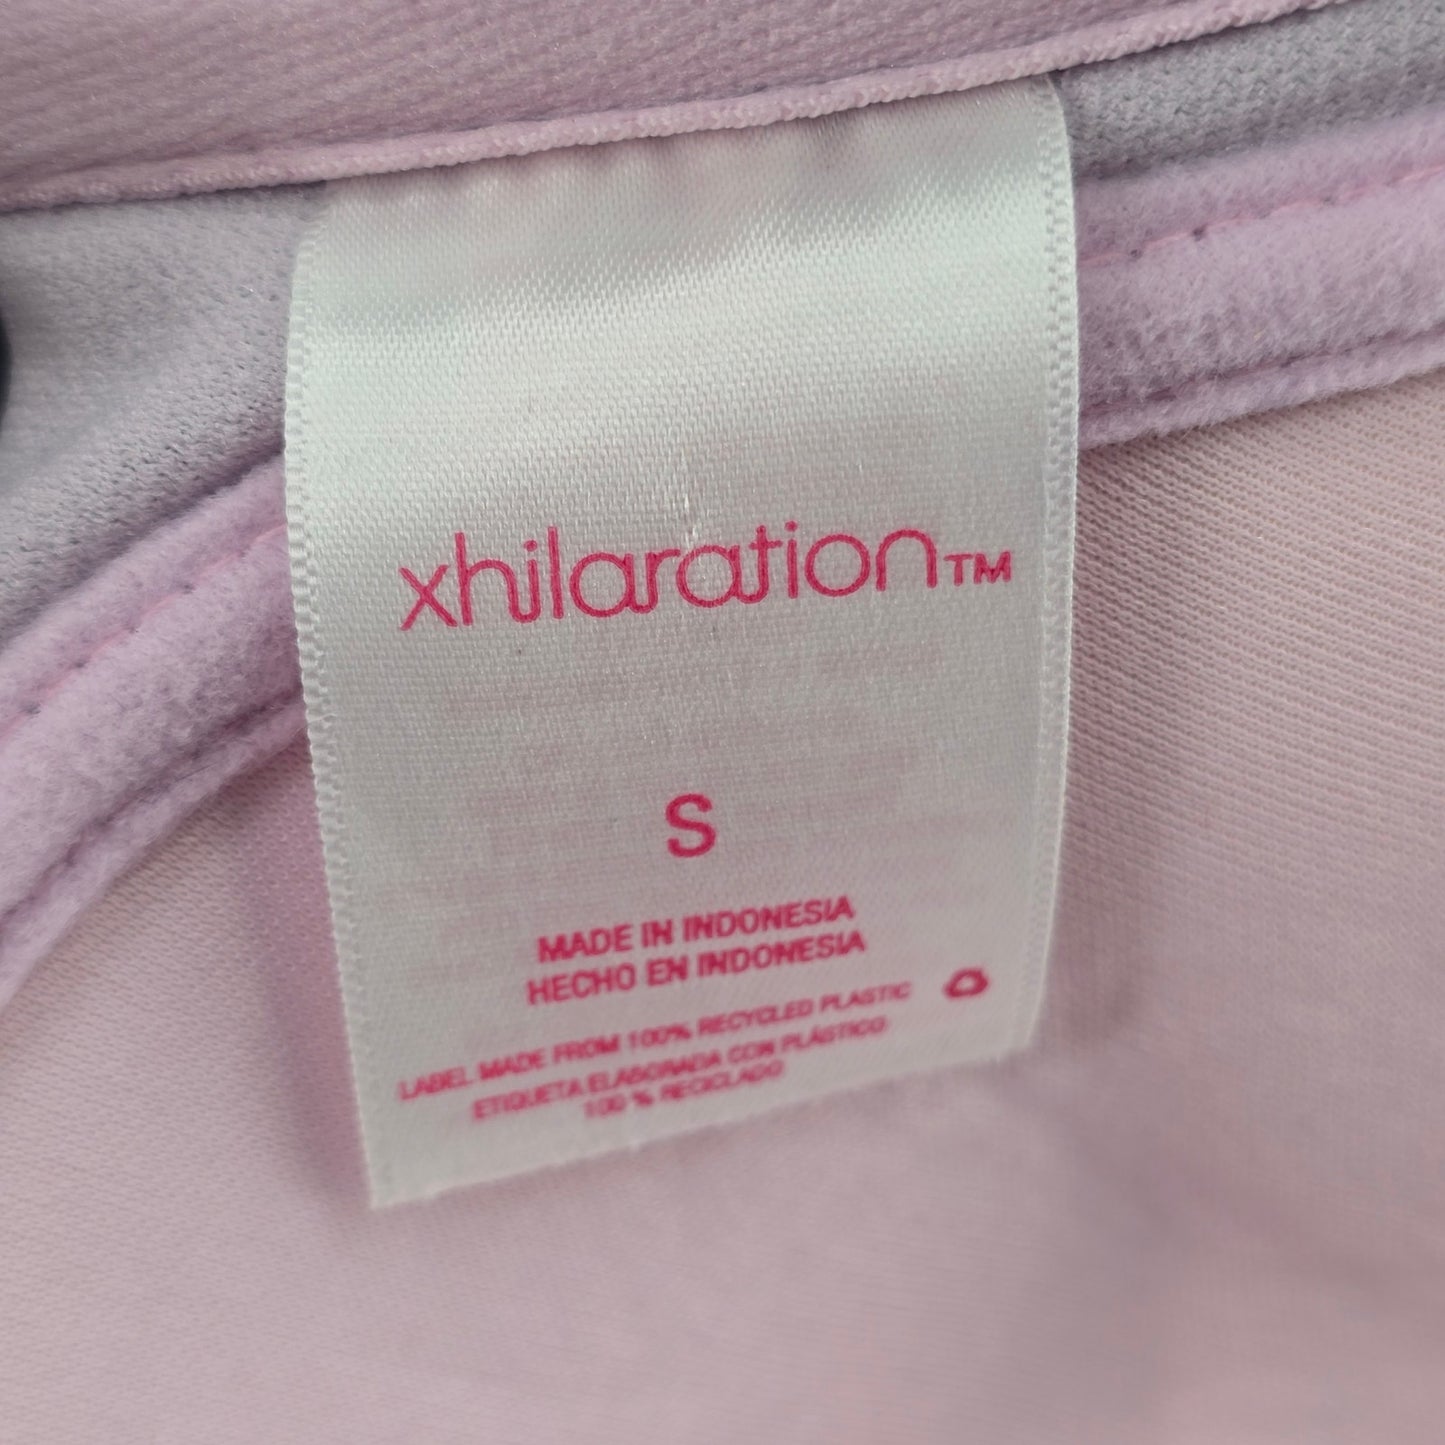 xhilaration™
S
MADE IN INDONESIA
HECHO EN INDONESIA
LABEL MADE FROM 100% RECYCLED PLASTIC
ETIQUETA ELABORADA CON PLÁSTICO
100 % RECICLADO